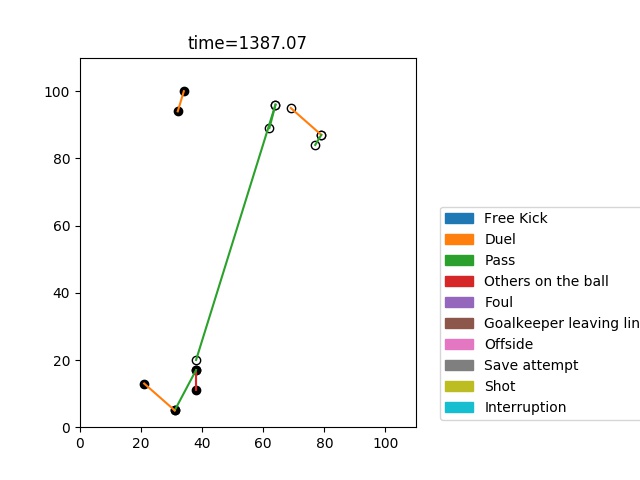 time=1387.07
100
80
60
40
20
0
0 20 40 60 80 100
Free Kick
Duel
Pass
Others on the ball
Foul
Goalkeeper leaving lin
Offside
Save attempt
Shot
Interruption